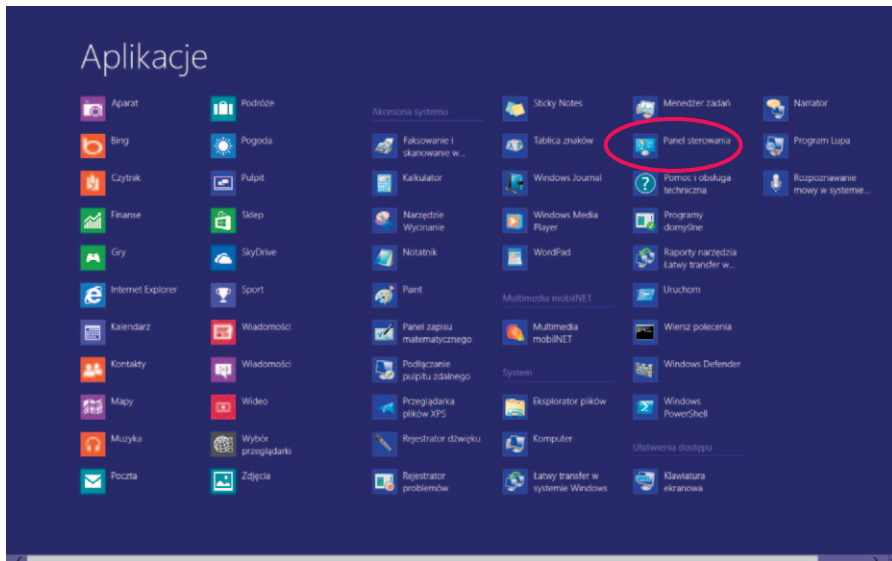 Aplikacje
Aparat
Bing
Czytnik
Finanse
Gry
Internet Explorer
Kalendarz
Kontakty
Mapy
Muzyka
Poczta
Podróże
Pogoda
Pulpit
Sklep
SkyDrive
Sport
Wiadomości
Wiadomości
Wideo
Wybór
przeglądarki
Zdjęcia
Akcesoria systemu
Faksowanie i
skanowanie w...
Kalkulator
Narzędzie
Wycinanie
Notatnik
Paint
Panel zapisu
matematycznego
Podłączanie
pulpitu zdalnego
Przeglądarka
plików XPS
Rejestrator dźwięku
Rejestrator
problemów
Sticky Notes
Tablica znaków
Windows Journal
Windows Media
Player
WordPad
Multimedia mobilNET
Multimedia
mobilNET
System
Eksplorator plików
Komputer
Łatwy transfer w
systemie Windows
Menedżer zadań
Panel sterowania
Pomoc i obsługa
techniczna
Programy
domyślne
Raporty narzędzia
Łatwy transfer w...
Uruchom
Wiersz polecenia
Windows Defender
Windows
PowerShell
Ułatwienia dostępu
Klawiatura
ekranowa
Narrator
Program Lupa
Rozpoznawanie
mowy w systemie...